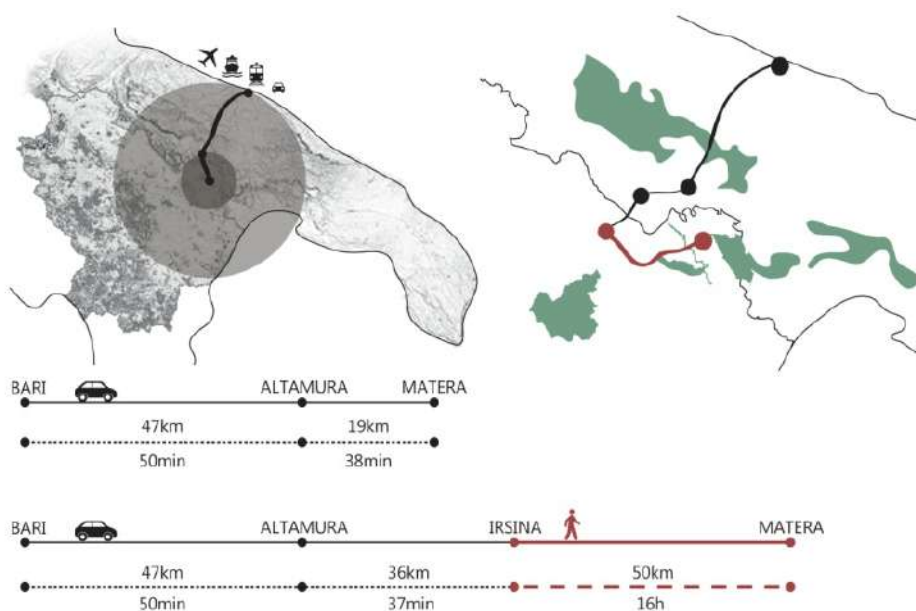 BARI ALTAMURA MATERA
47km 19km
50min 38min
BARI ALTAMURA IRSINA MATERA
47km 36km 50km
50min 37min 16h